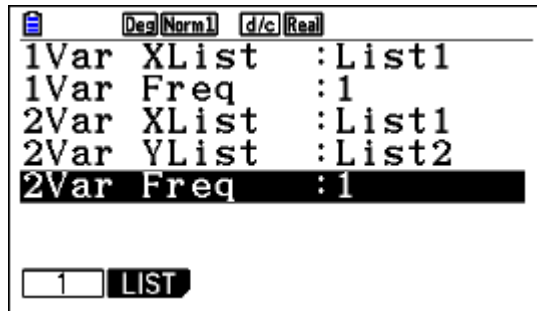 Deg Norm1 d/c Real
1Var XList :List1
1Var Freq :1
2Var XList :List1
2Var YList :List2
2Var Freq :1
1 LIST